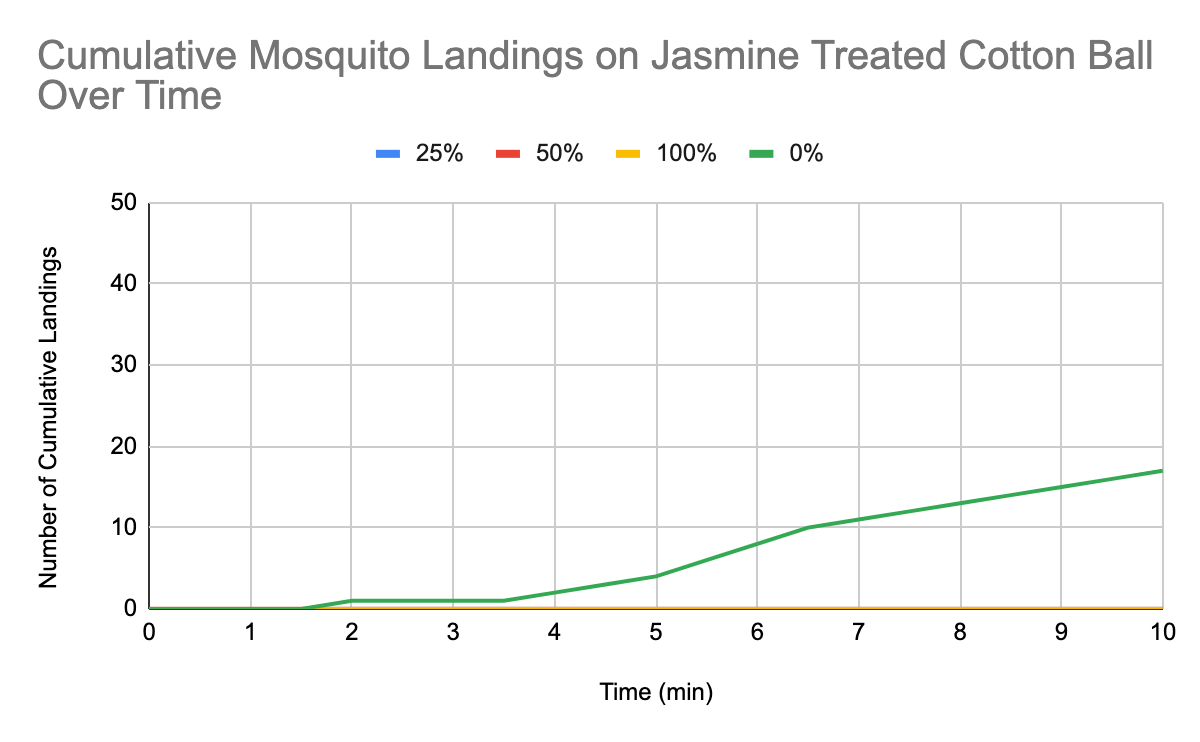 Cumulative Mosquito Landings on Jasmine Treated Cotton Ball
Over Time
25% 50% 100% 0%
Number of Cumulative Landings
50
40
30
20
10
0
0 1 2 3 4 5 6 7 8 9 10
Time (min)